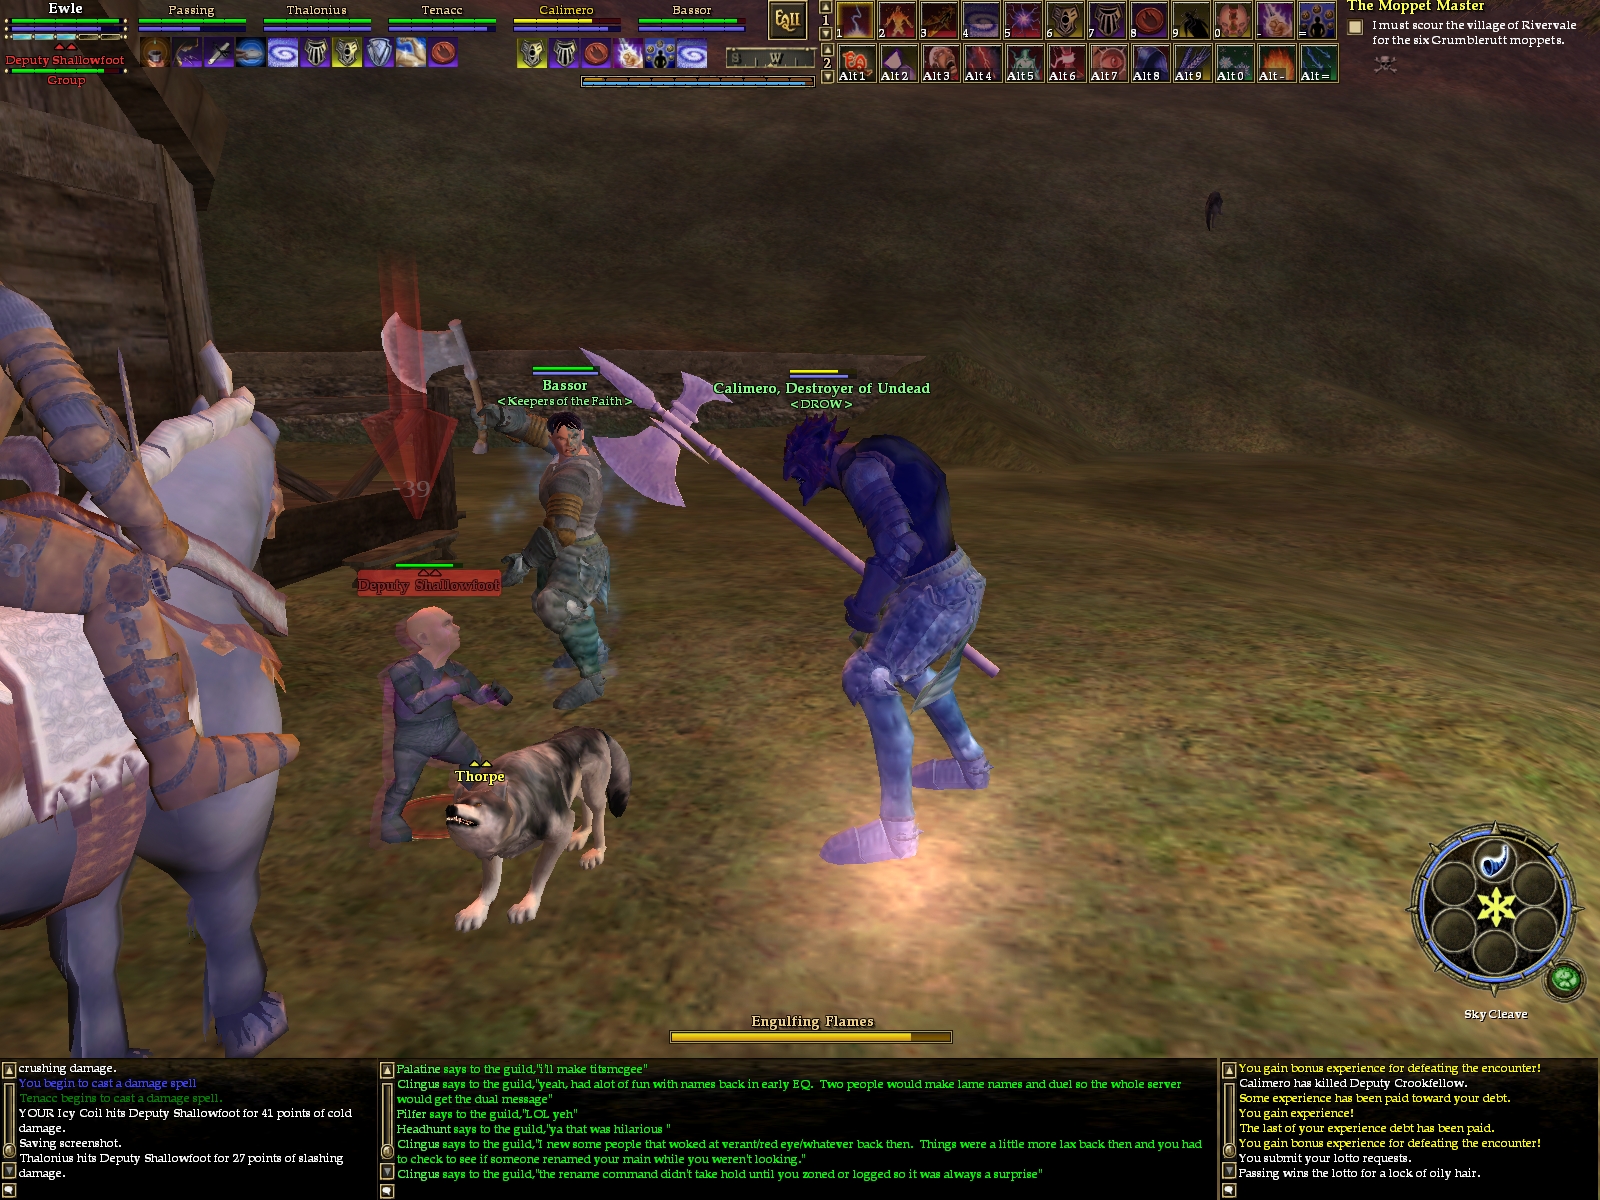 Ewle
Passing
Thalonius
Tenacc
Calimero
Bassor
EQII
1
1
2
3
4
5
6
7
8
9
0
-
=
2
Alt1
Alt2
Alt3
Alt4
Alt5
Alt6
Alt7
Alt8
Alt9
Alt0
Alt-
Alt=
S
W
Deputy Shallowfoot
Group
The Moppet Master
I must scour the village of Rivervale
for the six Grumblerutt moppets.
Bassor
<Keepers of the Faith>
Calimero, Destroyer of Undead
<DROW>
-39
Deputy Shallowfoot
Thorpe
Engulfing Flames
Sky Cleave
crushing damage.
You begin to cast a damage spell
Tenacc begins to cast a damage spell.
YOUR Icy Coil hits Deputy Shallowfoot for 41 points of cold
damage.
Saving screenshot.
Thalonius hits Deputy Shallowfoot for 27 points of slashing
damage.
Palatine says to the guild,"i'll make titsmcgee"
Clingus says to the guild,"yeah, had alot of fun with names back in early EQ.  Two people would make lame names and duel so the whole server
would get the dual message"
Pilfer says to the guild,"LOL yeh"
Headhunt says to the guild,"ya that was hilarious "
Clingus says to the guild,"I new some people that woked at verant/red eye/whatever back then.  Things were a little more lax back then and you had
to check to see if someone renamed your main while you weren't looking."
Clingus says to the guild,"the rename command didn't take hold until you zoned or logged so it was always a surprise"
You gain bonus experience for defeating the encounter!
Calimero has killed Deputy Crookfellow.
Some experience has been paid toward your debt.
You gain experience!
The last of your experience debt has been paid.
You gain bonus experience for defeating the encounter!
You submit your lotto requests.
Passing wins the lotto for a lock of oily hair.